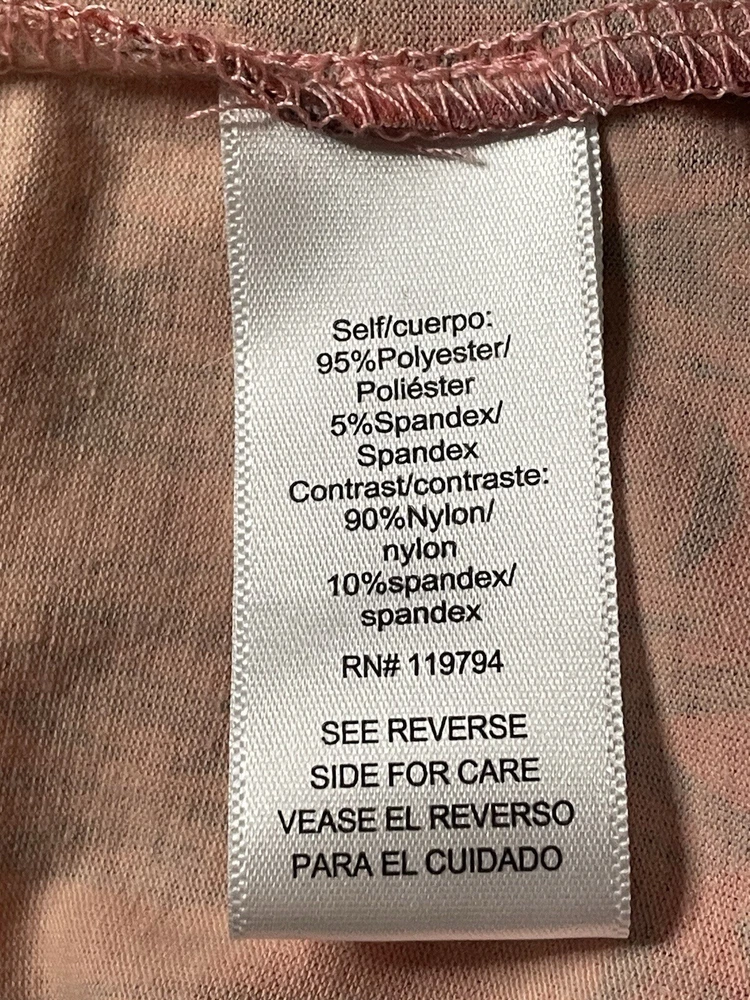 Self/cuerpo:
95%Polyester/
Poliéster
5%Spandex/
Spandex
Contrast/contraste:
90%Nylon/
nylon
10%spandex/
spandex
RN# 119794
SEE REVERSE
SIDE FOR CARE
VEASE EL REVERSO
PARA EL CUIDADO